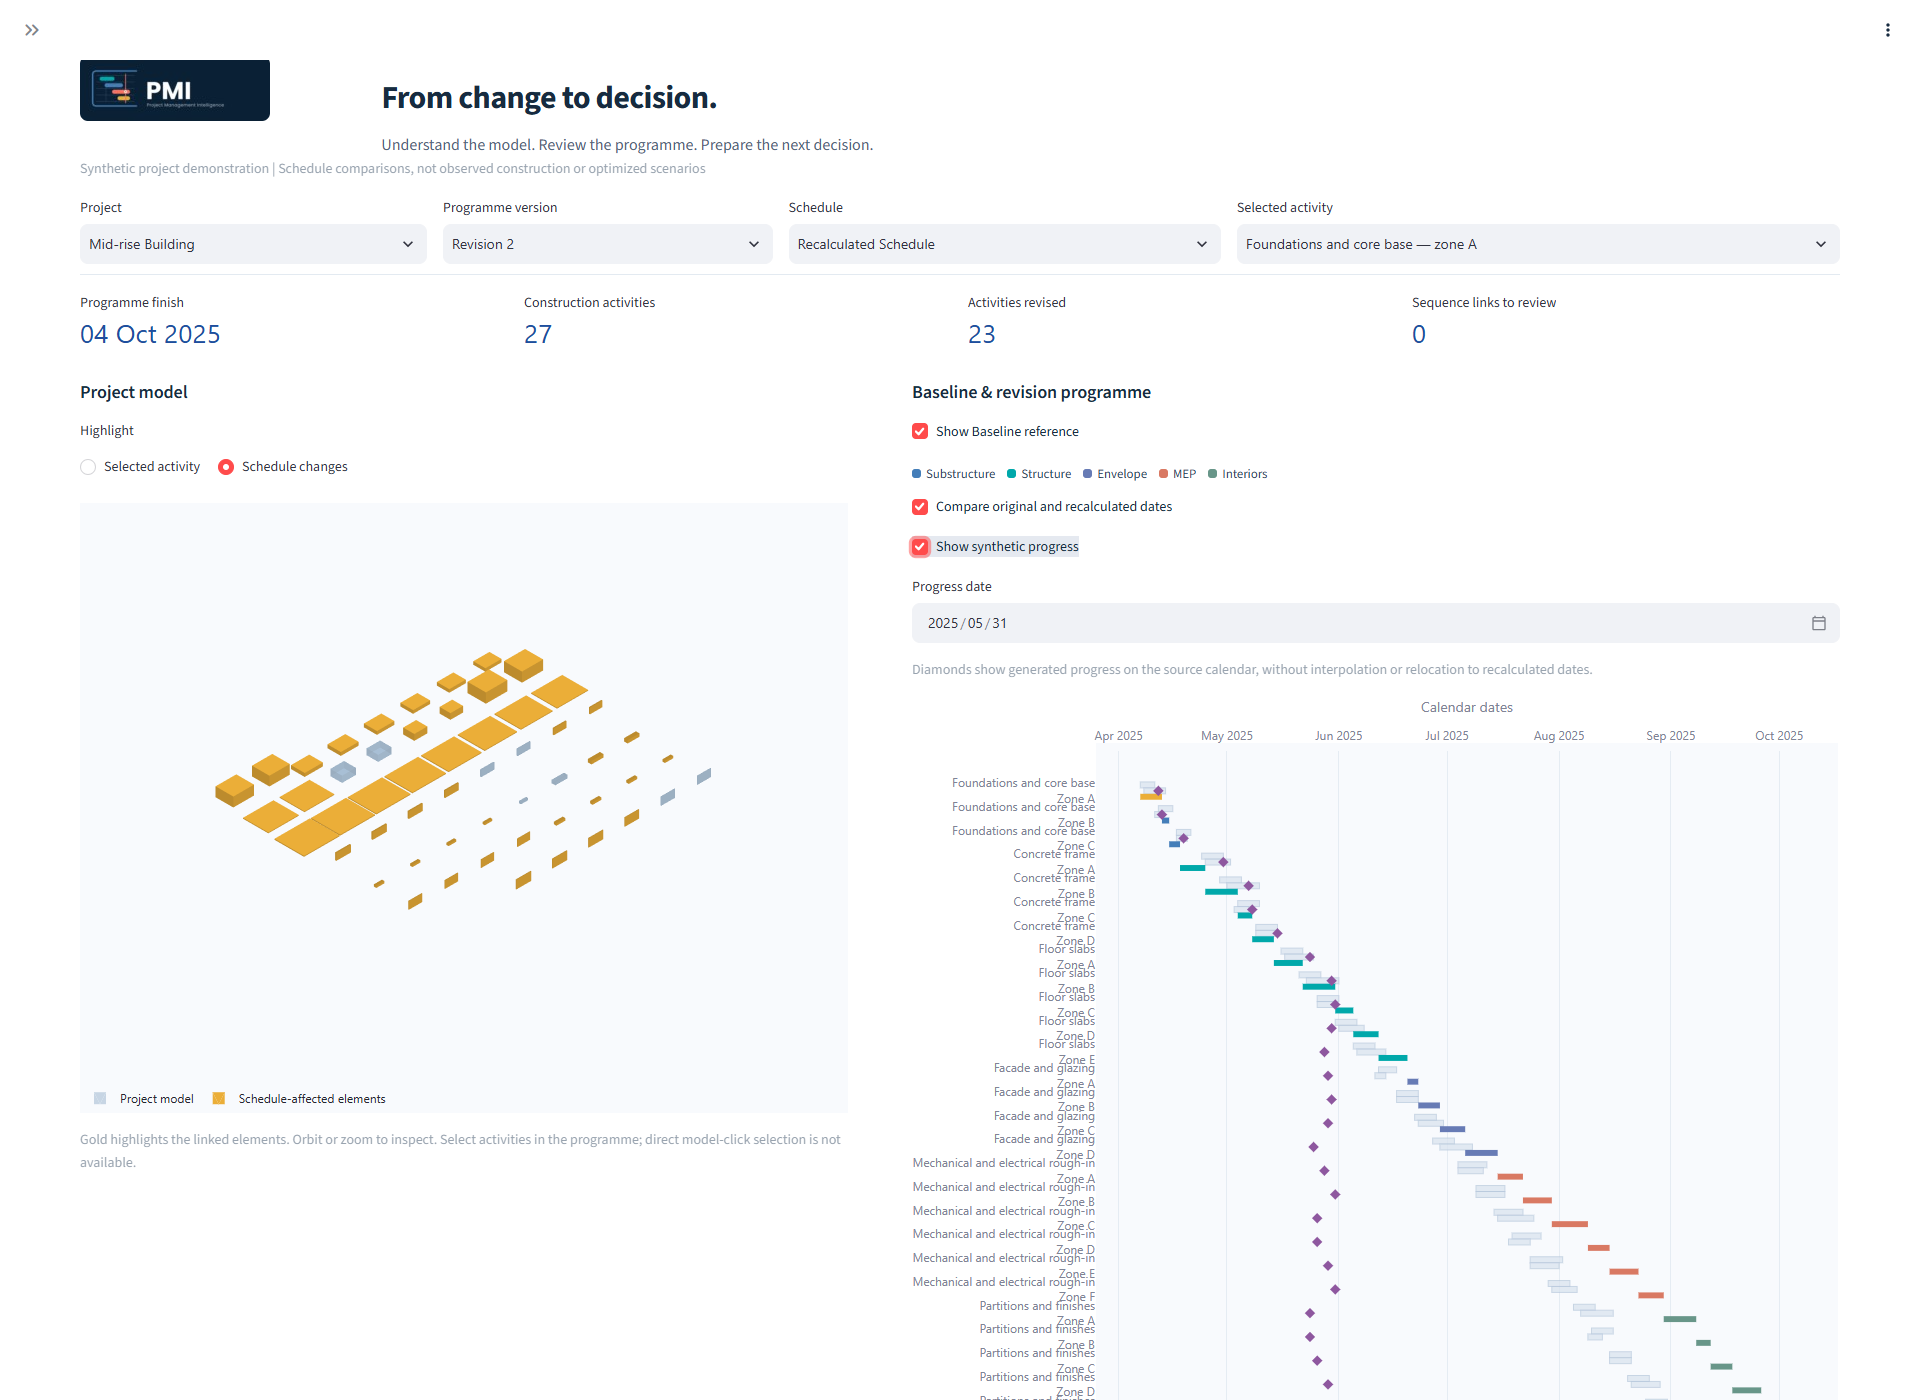 PMI
Project Management Intelligence
From change to decision.
Understand the model. Review the programme. Prepare the next decision.
Synthetic project demonstration | Schedule comparisons, not observed construction or optimized scenarios
Project
Programme version
Schedule
Selected activity
Mid-rise Building
Revision 2
Recalculated Schedule
Foundations and core base — zone A
Programme finish
Construction activities
Activities revised
Sequence links to review
04 Oct 2025
27
23
0
Project model
Highlight
Selected activity
Schedule changes
Project model
Schedule-affected elements
Gold highlights the linked elements. Orbit or zoom to inspect. Select activities in the programme; direct model-click selection is not
available.
Baseline & revision programme
Show Baseline reference
Substructure Structure Envelope MEP Interiors
Compare original and recalculated dates
Show synthetic progress
Progress date
2025/05/31
Diamonds show generated progress on the source calendar, without interpolation or relocation to recalculated dates.
Calendar dates
Apr 2025 May 2025 Jun 2025 Jul 2025 Aug 2025 Sep 2025 Oct 2025
Foundations and core base
Zone A
Foundations and core base
Zone B
Foundations and core base
Zone C
Concrete frame
Zone A
Concrete frame
Zone B
Concrete frame
Zone C
Concrete frame
Zone D
Floor slabs
Zone A
Floor slabs
Zone B
Floor slabs
Zone C
Floor slabs
Zone D
Floor slabs
Zone E
Facade and glazing
Zone A
Facade and glazing
Zone B
Facade and glazing
Zone C
Facade and glazing
Zone D
Mechanical and electrical rough-in
Zone A
Mechanical and electrical rough-in
Zone B
Mechanical and electrical rough-in
Zone C
Mechanical and electrical rough-in
Zone D
Mechanical and electrical rough-in
Zone E
Mechanical and electrical rough-in
Zone F
Partitions and finishes
Zone A
Partitions and finishes
Zone B
Partitions and finishes
Zone C
Partitions and finishes
Zone D